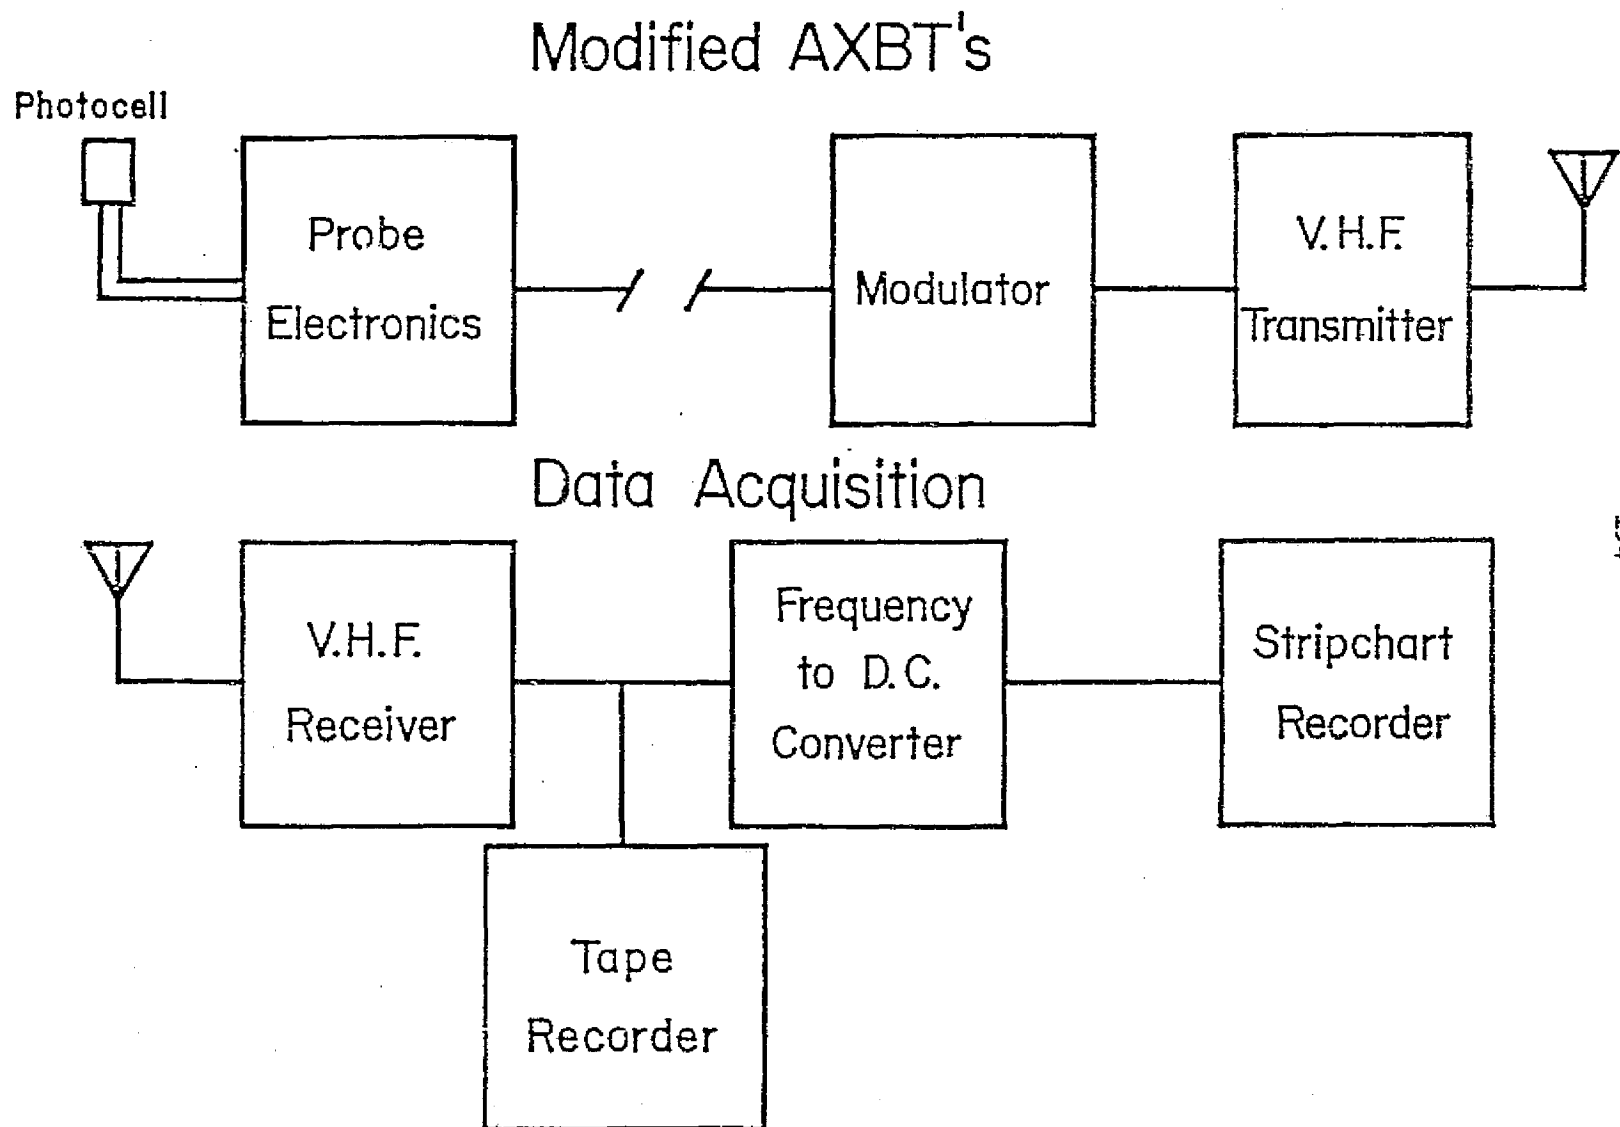 Modified AXBT's
Photocell
Probe
Electronics
Modulator
V.H.F.
Transmitter
Data Acquisition
V.H.F.
Receiver
Frequency
to D.C.
Converter
Stripchart
Recorder
Tape
Recorder